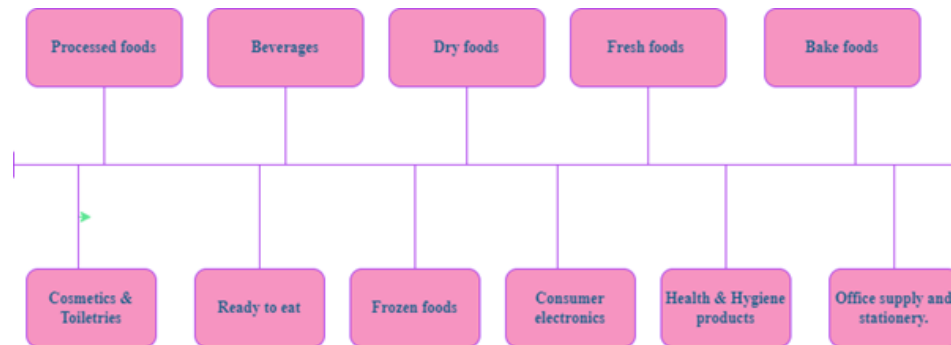 Processed foods
Beverages
Dry foods
Fresh foods
Bake foods
Cosmetics &
Toiletries
Ready to eat
Frozen foods
Consumer
electronics
Health & Hygiene
products
Office supply and
stationery.